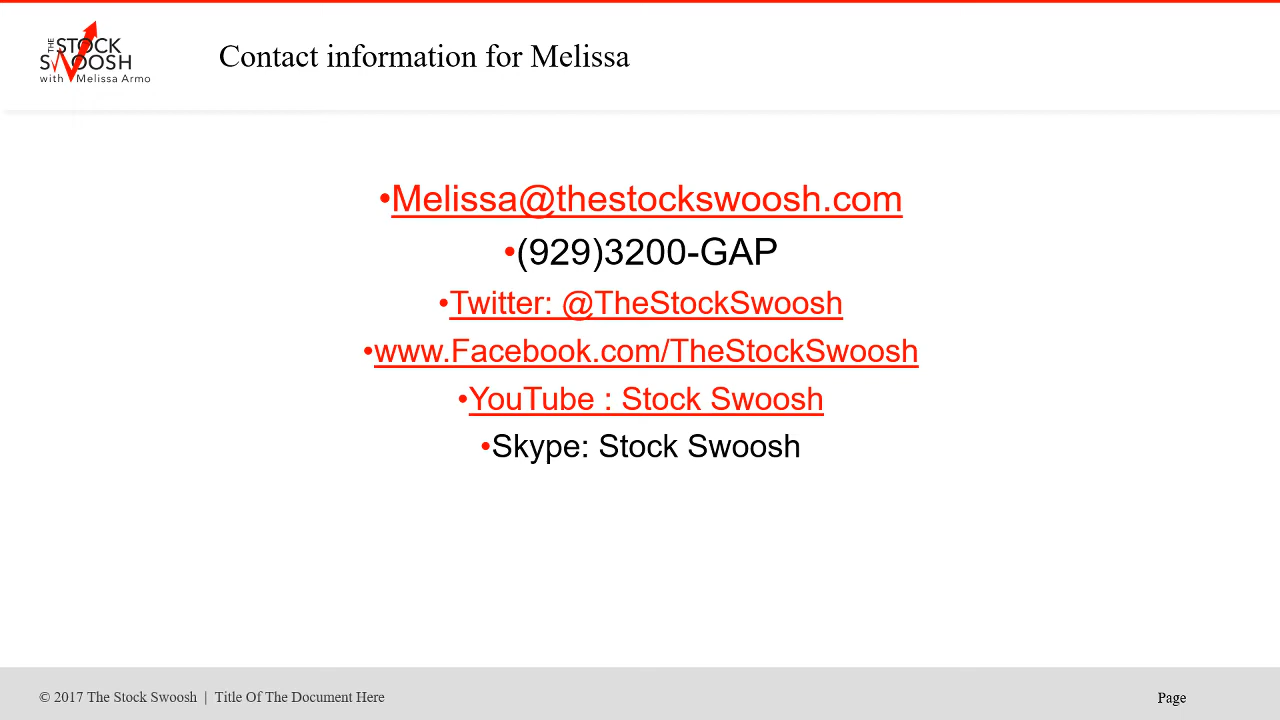 THE STOCK
SWOOSH
with Melissa Armo
Contact information for Melissa
•Melissa@thestockswoosh.com
•(929)3200-GAP
•Twitter: @TheStockSwoosh
•www.Facebook.com/TheStockSwoosh
•YouTube : Stock Swoosh
•Skype: Stock Swoosh
© 2017 The Stock Swoosh | Title Of The Document Here
Page